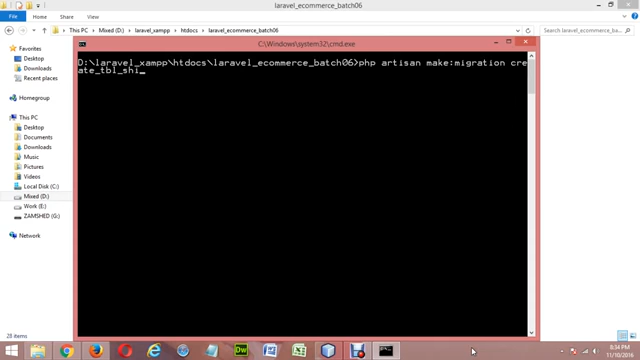 laravel_ecommerce_batch06
File
Home
Share
View
This PC
Mixed (D:)
laravel_xampp
htdocs
laravel_ecommerce_batch06
Search laravel_ecommerce_b...
C:\Windows\system32\cmd.exe
D:\laravel_xampp\htdocs\laravel_ecommerce_batch06>php artisan make:migration cre
ate_tbl_shi
Favorites
Desktop
Downloads
Recent places
Homegroup
This PC
Desktop
Documents
Downloads
Music
Pictures
Videos
Local Disk (C:)
Mixed (D:)
Work (E:)
ZAMSHED (G:)
Network
28 items
Dw
8:34 PM
11/10/2016